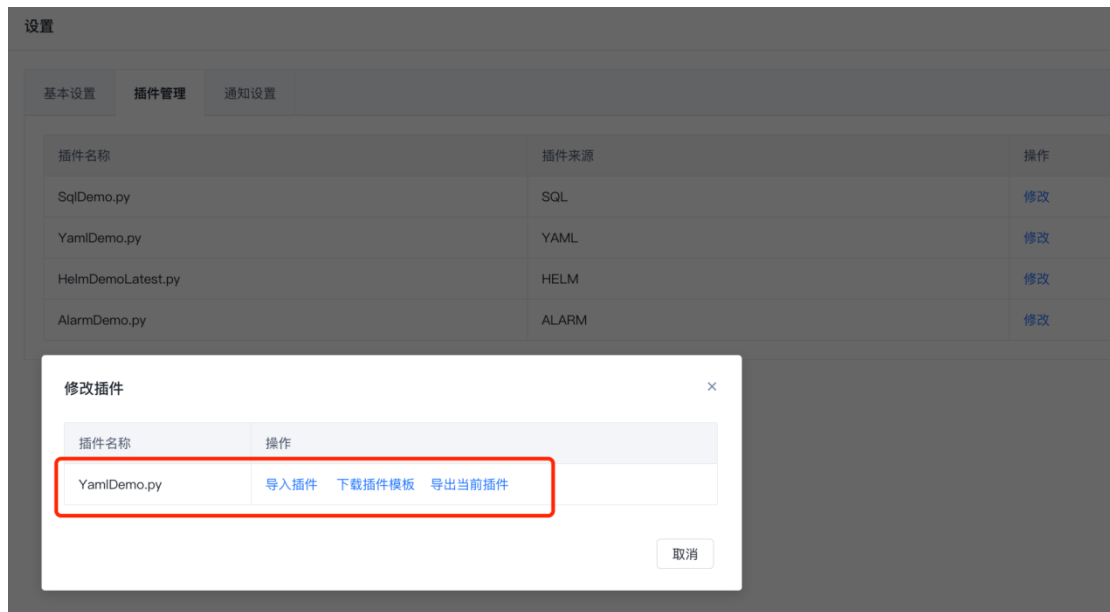 设置
基本设置 插件管理 通知设置
插件名称 插件来源 操作
SqlDemo.py SQL 修改
YamlDemo.py YAML 修改
HelmDemoLatest.py HELM 修改
AlarmDemo.py ALARM 修改
修改插件 ×
插件名称 操作
YamlDemo.py 导入插件 下载插件模板 导出当前插件
取消